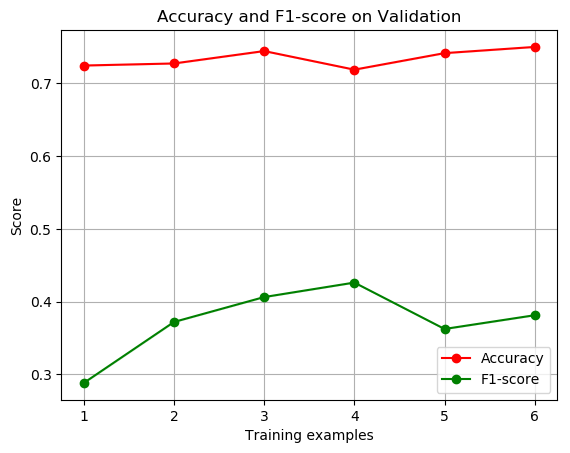 Accuracy and F1-score on Validation
Score
0.7
0.6
0.5
0.4
0.3
Accuracy
F1-score
1 2 3 4 5 6
Training examples